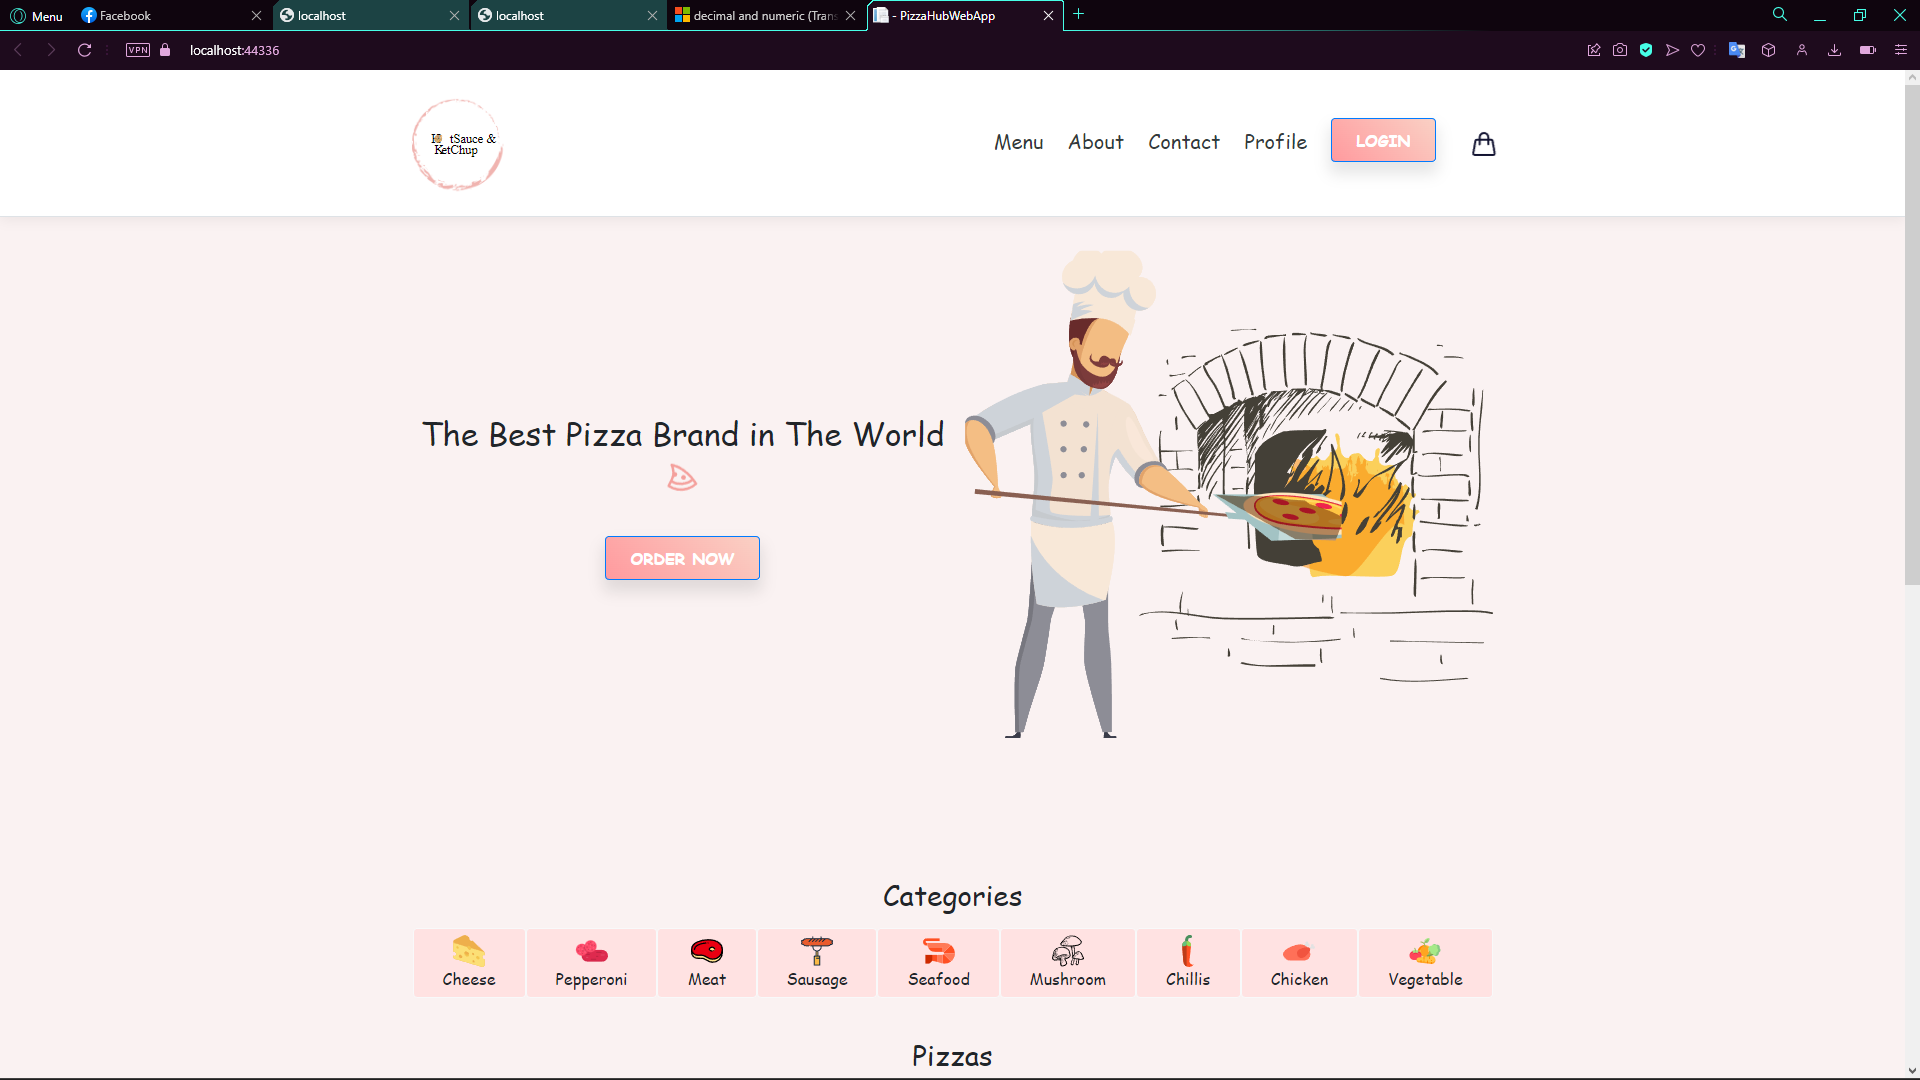 Menu Facebook localhost localhost decimal and numeric (Tran - PizzaHubWebApp
VPN localhost:44336
tSauce &
KetChup
Menu About Contact Profile LOGIN
The Best Pizza Brand in The World
ORDER NOW
Categories
Cheese Pepperoni Meat Sausage Seafood Mushroom Chillis Chicken Vegetable
Pizzas